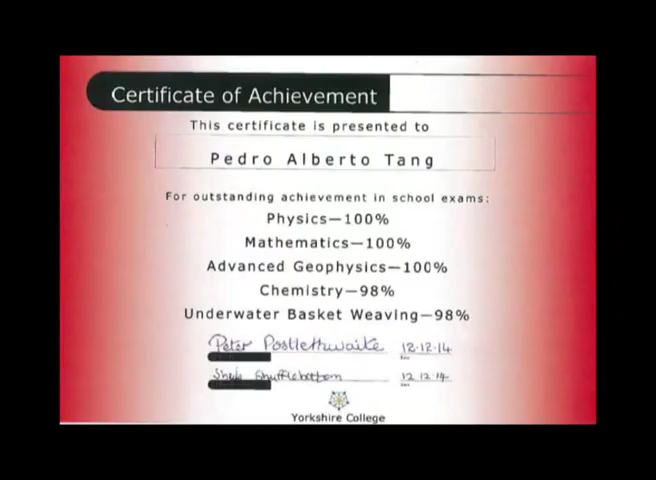 Certificate of Achievement
This certificate is presented to
Pedro Alberto Tang
For outstanding achievement in school exams:
Physics—100%
Mathematics—100%
Advanced Geophysics—100%
Chemistry—98%
Underwater Basket Weaving—98%
Peter Postlethwaite 12.12.14
Shufflebottom 12.12.14
Yorkshire College